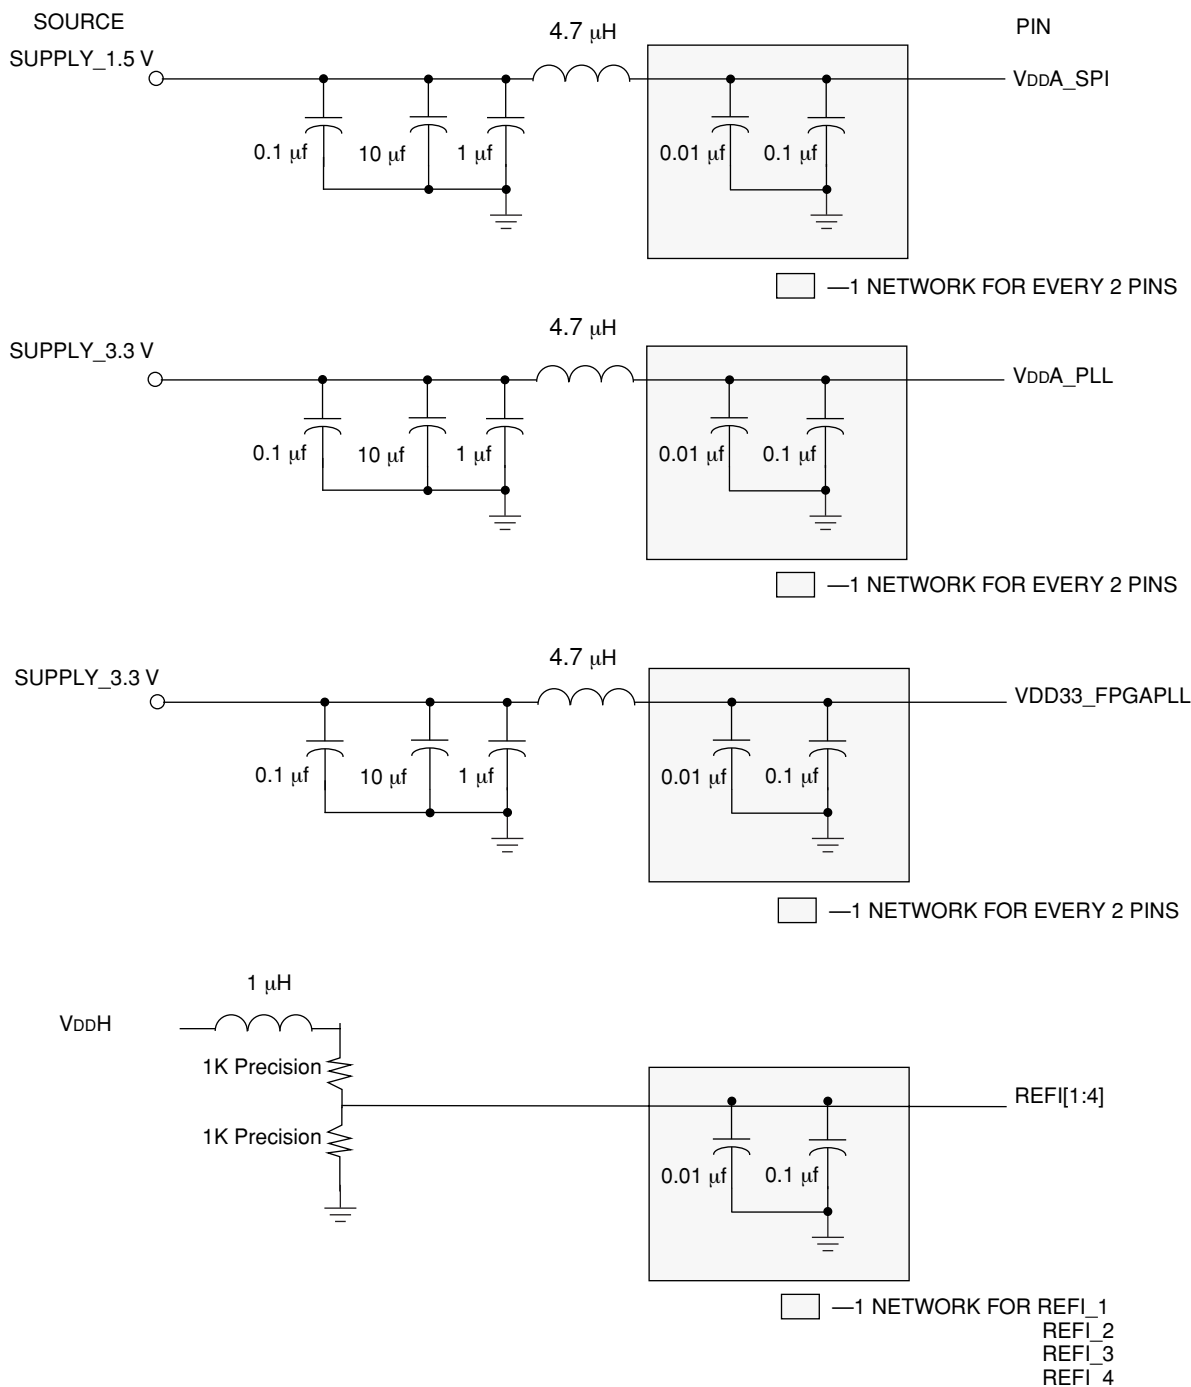 SOURCE
PIN
SUPPLY_1.5 V
4.7 μH
VDDA_SPI
0.1 μf
10 μf
1 μf
0.01 μf
0.1 μf
—1 NETWORK FOR EVERY 2 PINS
SUPPLY_3.3 V
4.7 μH
VDDA_PLL
0.1 μf
10 μf
1 μf
0.01 μf
0.1 μf
—1 NETWORK FOR EVERY 2 PINS
SUPPLY_3.3 V
4.7 μH
VDD33_FPGAPLL
0.1 μf
10 μf
1 μf
0.01 μf
0.1 μf
—1 NETWORK FOR EVERY 2 PINS
1 μH
VDDH
1K Precision
REFI[1:4]
1K Precision
0.01 μf
0.1 μf
—1 NETWORK FOR REFI_1
REFI_2
REFI_3
REFI_4